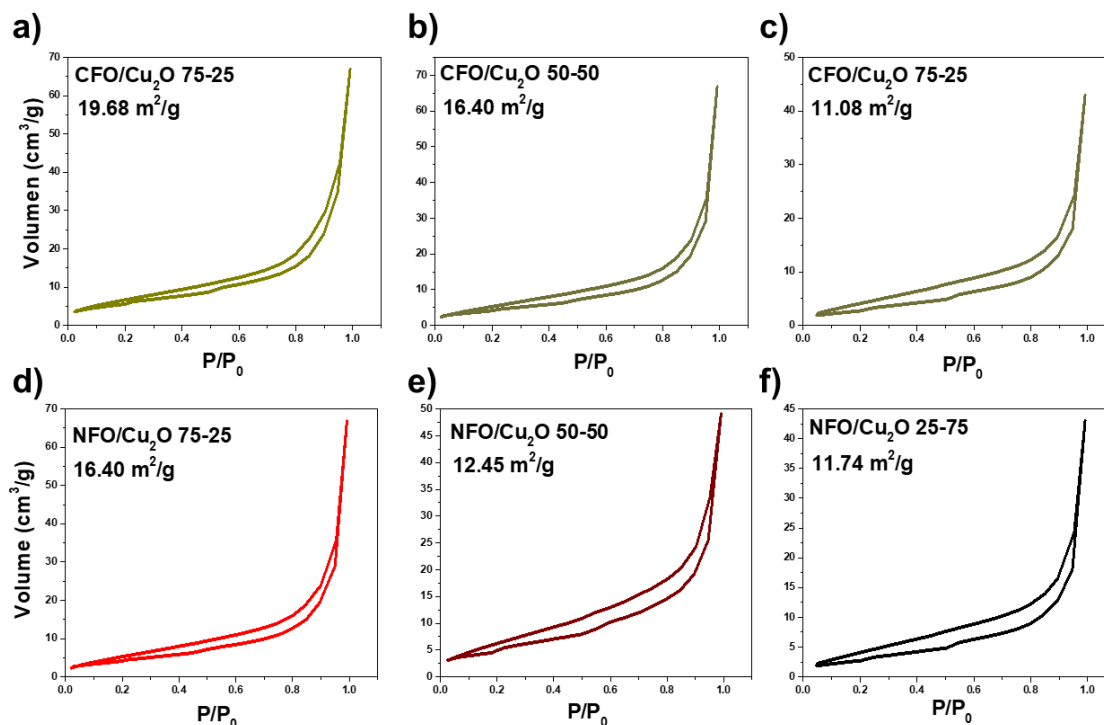 a)
CFO/Cu₂O 75-25
19.68 m²/g
Volumen (cm³/g)
70
60
50
40
30
20
10
0
0.0 0.2 0.4 0.6 0.8 1.0
P/P₀
b)
CFO/Cu₂O 50-50
16.40 m²/g
70
60
50
40
30
20
10
0
0.0 0.2 0.4 0.6 0.8 1.0
P/P₀
c)
CFO/Cu₂O 75-25
11.08 m²/g
50
40
30
20
10
0
0.0 0.2 0.4 0.6 0.8 1.0
P/P₀
d)
NFO/Cu₂O 75-25
16.40 m²/g
Volume (cm³/g)
70
60
50
40
30
20
10
0
0.0 0.2 0.4 0.6 0.8 1.0
P/P₀
e)
NFO/Cu₂O 50-50
12.45 m²/g
50
45
40
35
30
25
20
15
10
5
0
0.0 0.2 0.4 0.6 0.8 1.0
P/P₀
f)
NFO/Cu₂O 25-75
11.74 m²/g
45
40
35
30
25
20
15
10
5
0
0.0 0.2 0.4 0.6 0.8 1.0
P/P₀